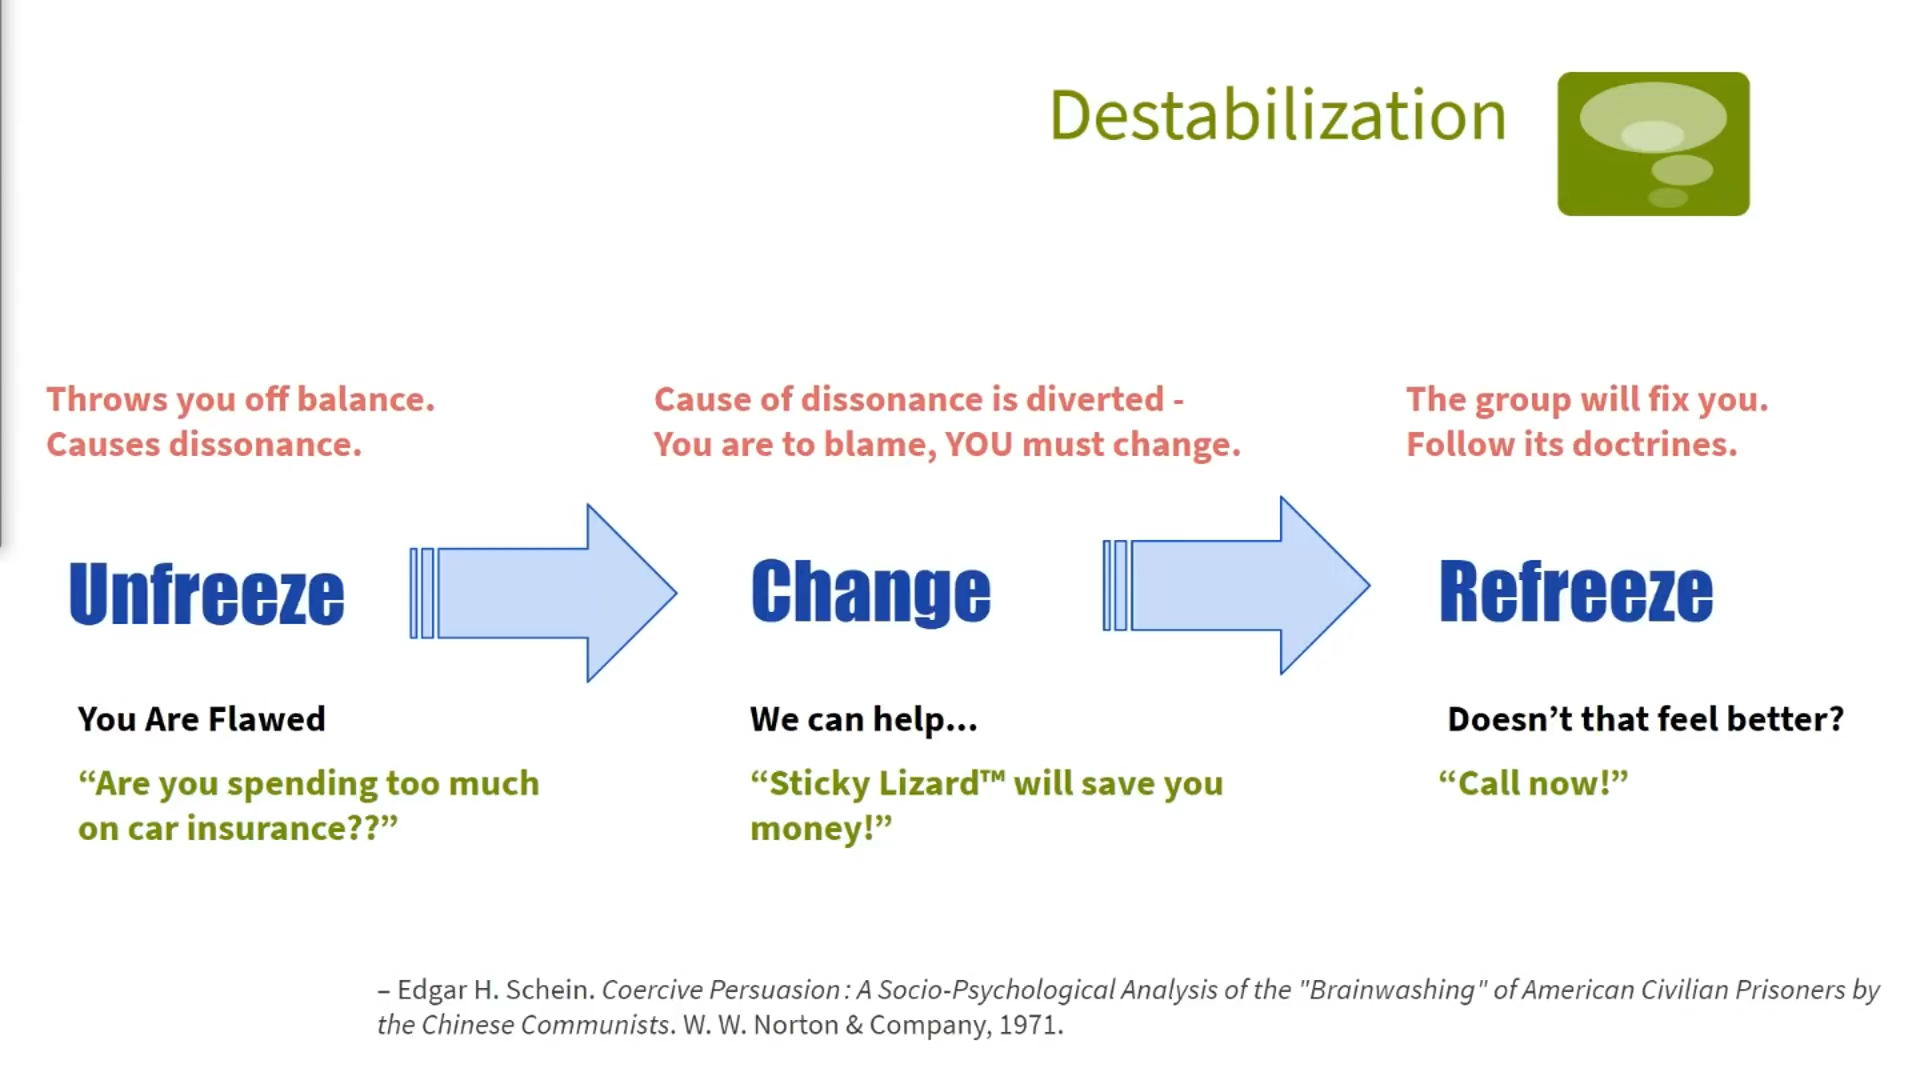 Destabilization
Throws you off balance.
Causes dissonance.
Cause of dissonance is diverted -
You are to blame, YOU must change.
The group will fix you.
Follow its doctrines.
Unfreeze
Change
Refreeze
You Are Flawed
“Are you spending too much
on car insurance??”
We can help...
“Sticky Lizard™ will save you
money!”
Doesn’t that feel better?
“Call now!”
– Edgar H. Schein. Coercive Persuasion : A Socio-Psychological Analysis of the "Brainwashing" of American Civilian Prisoners by
the Chinese Communists. W. W. Norton & Company, 1971.